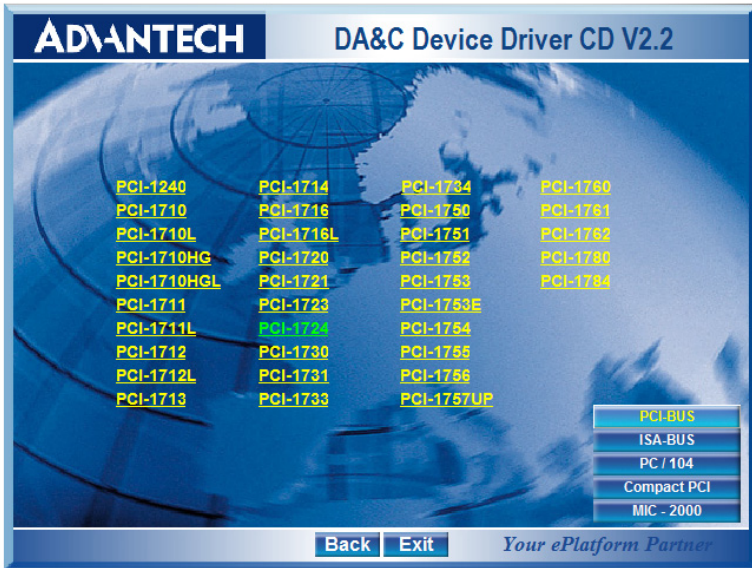 ADVANTECH DA&C Device Driver CD V2.2
PCI-1240 PCI-1714 PCI-1734 PCI-1760
PCI-1710 PCI-1716 PCI-1750 PCI-1761
PCI-1710L PCI-1716L PCI-1751 PCI-1762
PCI-1710HG PCI-1720 PCI-1752 PCI-1780
PCI-1710HGL PCI-1721 PCI-1753 PCI-1784
PCI-1711 PCI-1723 PCI-1753E
PCI-1711L PCI-1724 PCI-1754
PCI-1712 PCI-1730 PCI-1755
PCI-1712L PCI-1731 PCI-1756
PCI-1713 PCI-1733 PCI-1757UP
PCI-BUS
ISA-BUS
PC / 104
Compact PCI
MIC - 2000
Back Exit Your ePlatform Partner